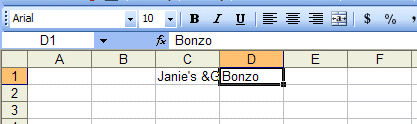 Arial 10 B I U $ %
D1 fx Bonzo
A B C D E F
1 Janie's &G Bonzo
2
3
4